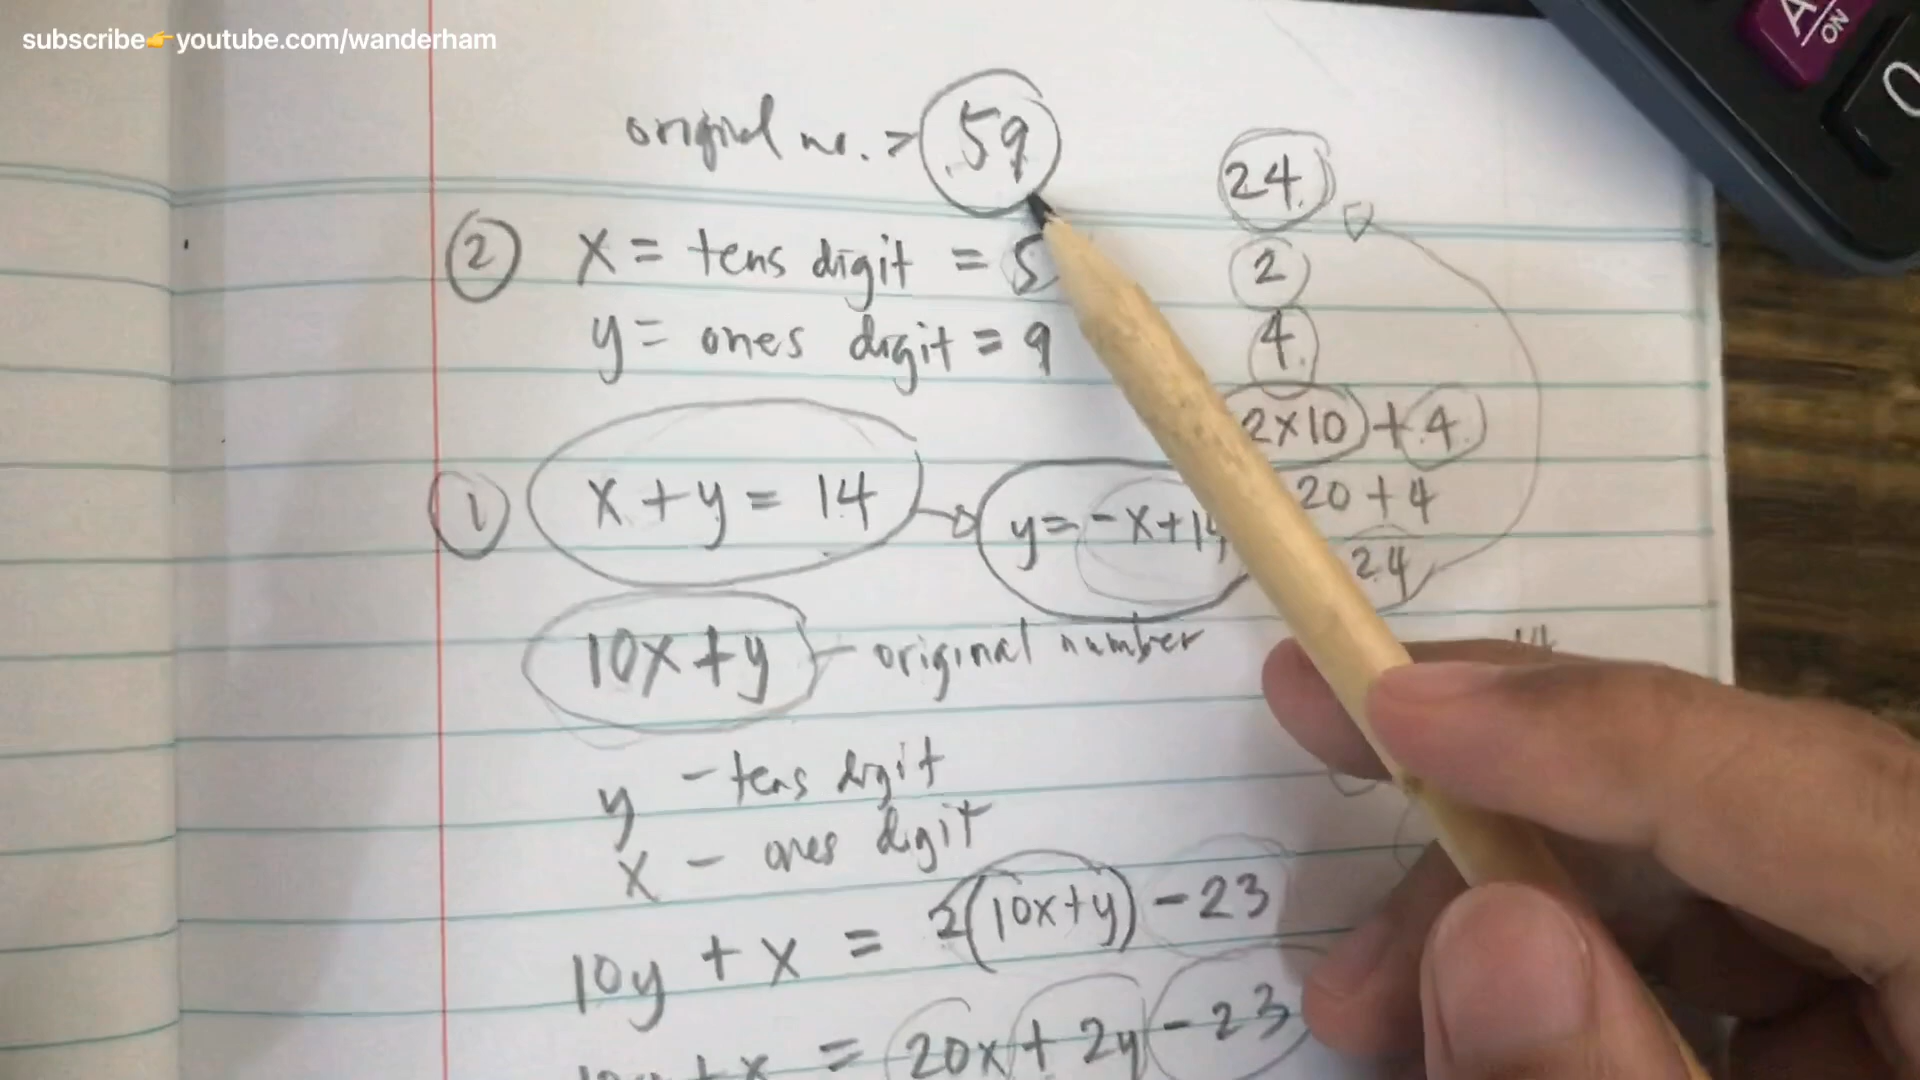 subscribe👉youtube.com/wanderham
A/ON
original no. => 59
24
2 x = tens digit = 5
2
y = ones digit = 9
4
2x10 + 4
1 x + y = 14
y = -x+14
20 + 4
24
10x + y - original number
y - tens digit
x - ones digit
10y + x = 2(10x+y) - 23
10y + x = 20x + 2y - 23